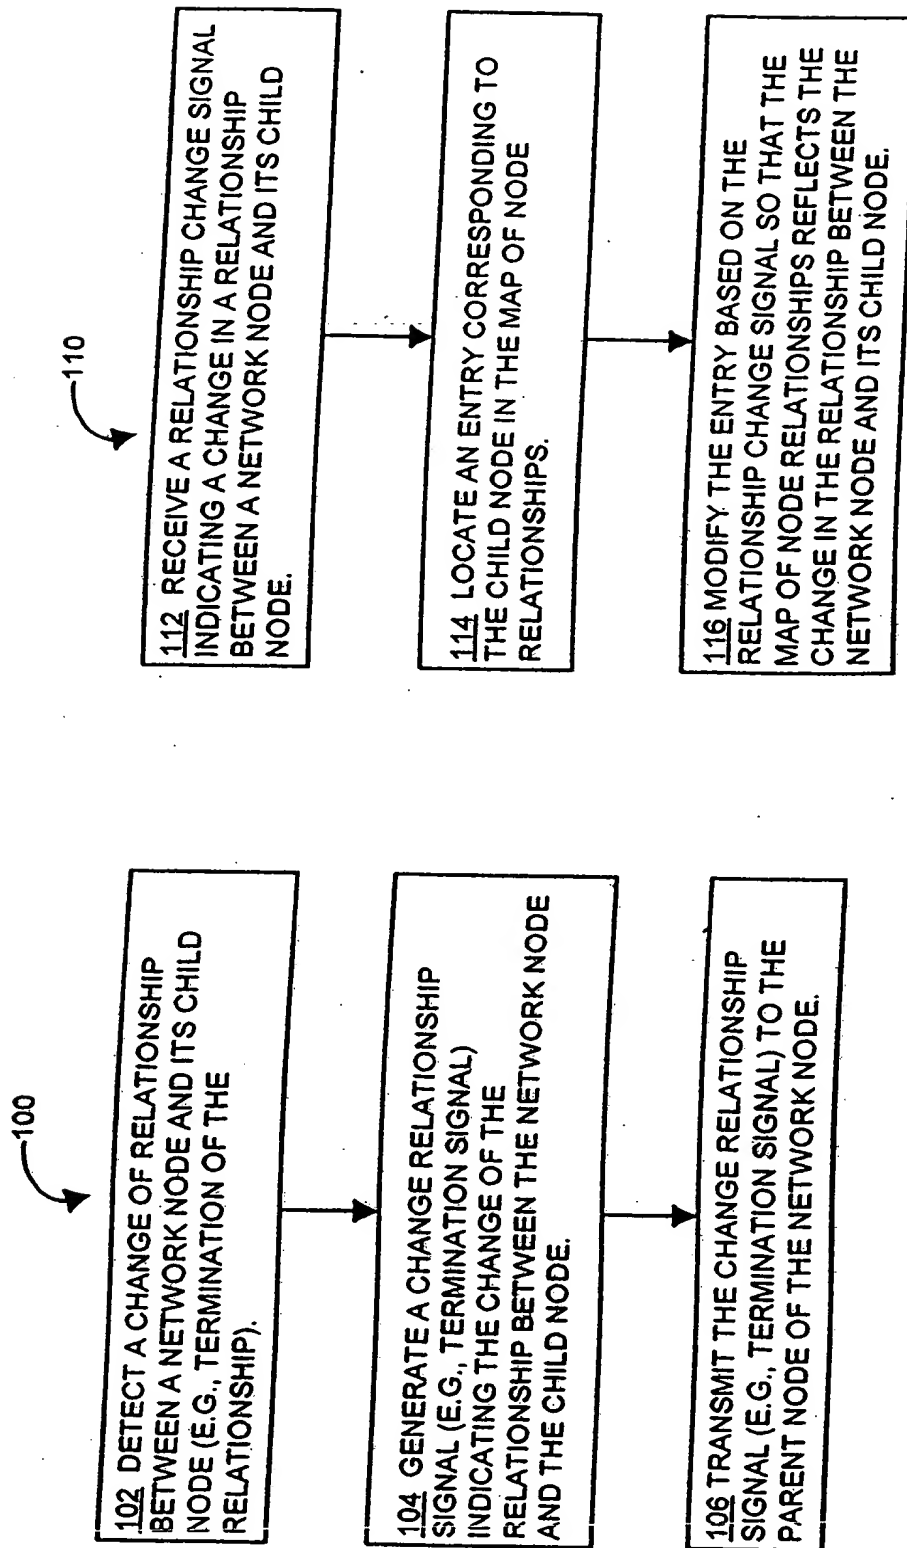 100
102 DETECT A CHANGE OF RELATIONSHIP
BETWEEN A NETWORK NODE AND ITS CHILD
NODE (E.G., TERMINATION OF THE
RELATIONSHIP).
104 GENERATE A CHANGE RELATIONSHIP
SIGNAL (E.G., TERMINATION SIGNAL)
INDICATING THE CHANGE OF THE
RELATIONSHIP BETWEEN THE NETWORK NODE
AND THE CHILD NODE.
106 TRANSMIT THE CHANGE RELATIONSHIP
SIGNAL (E.G., TERMINATION SIGNAL) TO THE
PARENT NODE OF THE NETWORK NODE.
110
112 RECEIVE A RELATIONSHIP CHANGE SIGNAL
INDICATING A CHANGE IN A RELATIONSHIP
BETWEEN A NETWORK NODE AND ITS CHILD
NODE.
114 LOCATE AN ENTRY CORRESPONDING TO
THE CHILD NODE IN THE MAP OF NODE
RELATIONSHIPS.
116 MODIFY THE ENTRY BASED ON THE
RELATIONSHIP CHANGE SIGNAL SO THAT THE
MAP OF NODE RELATIONSHIPS REFLECTS THE
CHANGE IN THE RELATIONSHIP BETWEEN THE
NETWORK NODE AND ITS CHILD NODE.